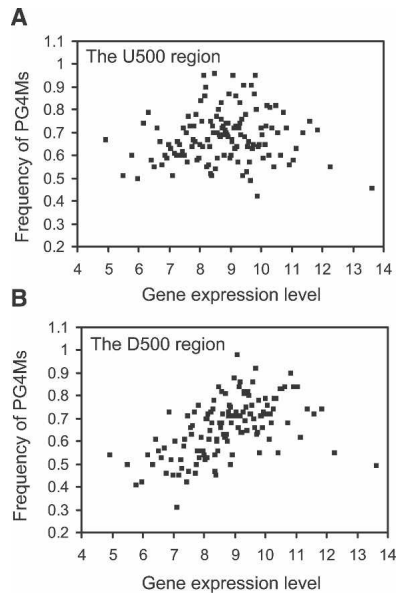 A
The U500 region
Frequency of PG4Ms
1.1
1
0.9
0.8
0.7
0.6
0.5
0.4
0.3
0.2
4 5 6 7 8 9 10 11 12 13 14
Gene expression level
B
The D500 region
Frequency of PG4Ms
1.1
1
0.9
0.8
0.7
0.6
0.5
0.4
0.3
0.2
4 5 6 7 8 9 10 11 12 13 14
Gene expression level